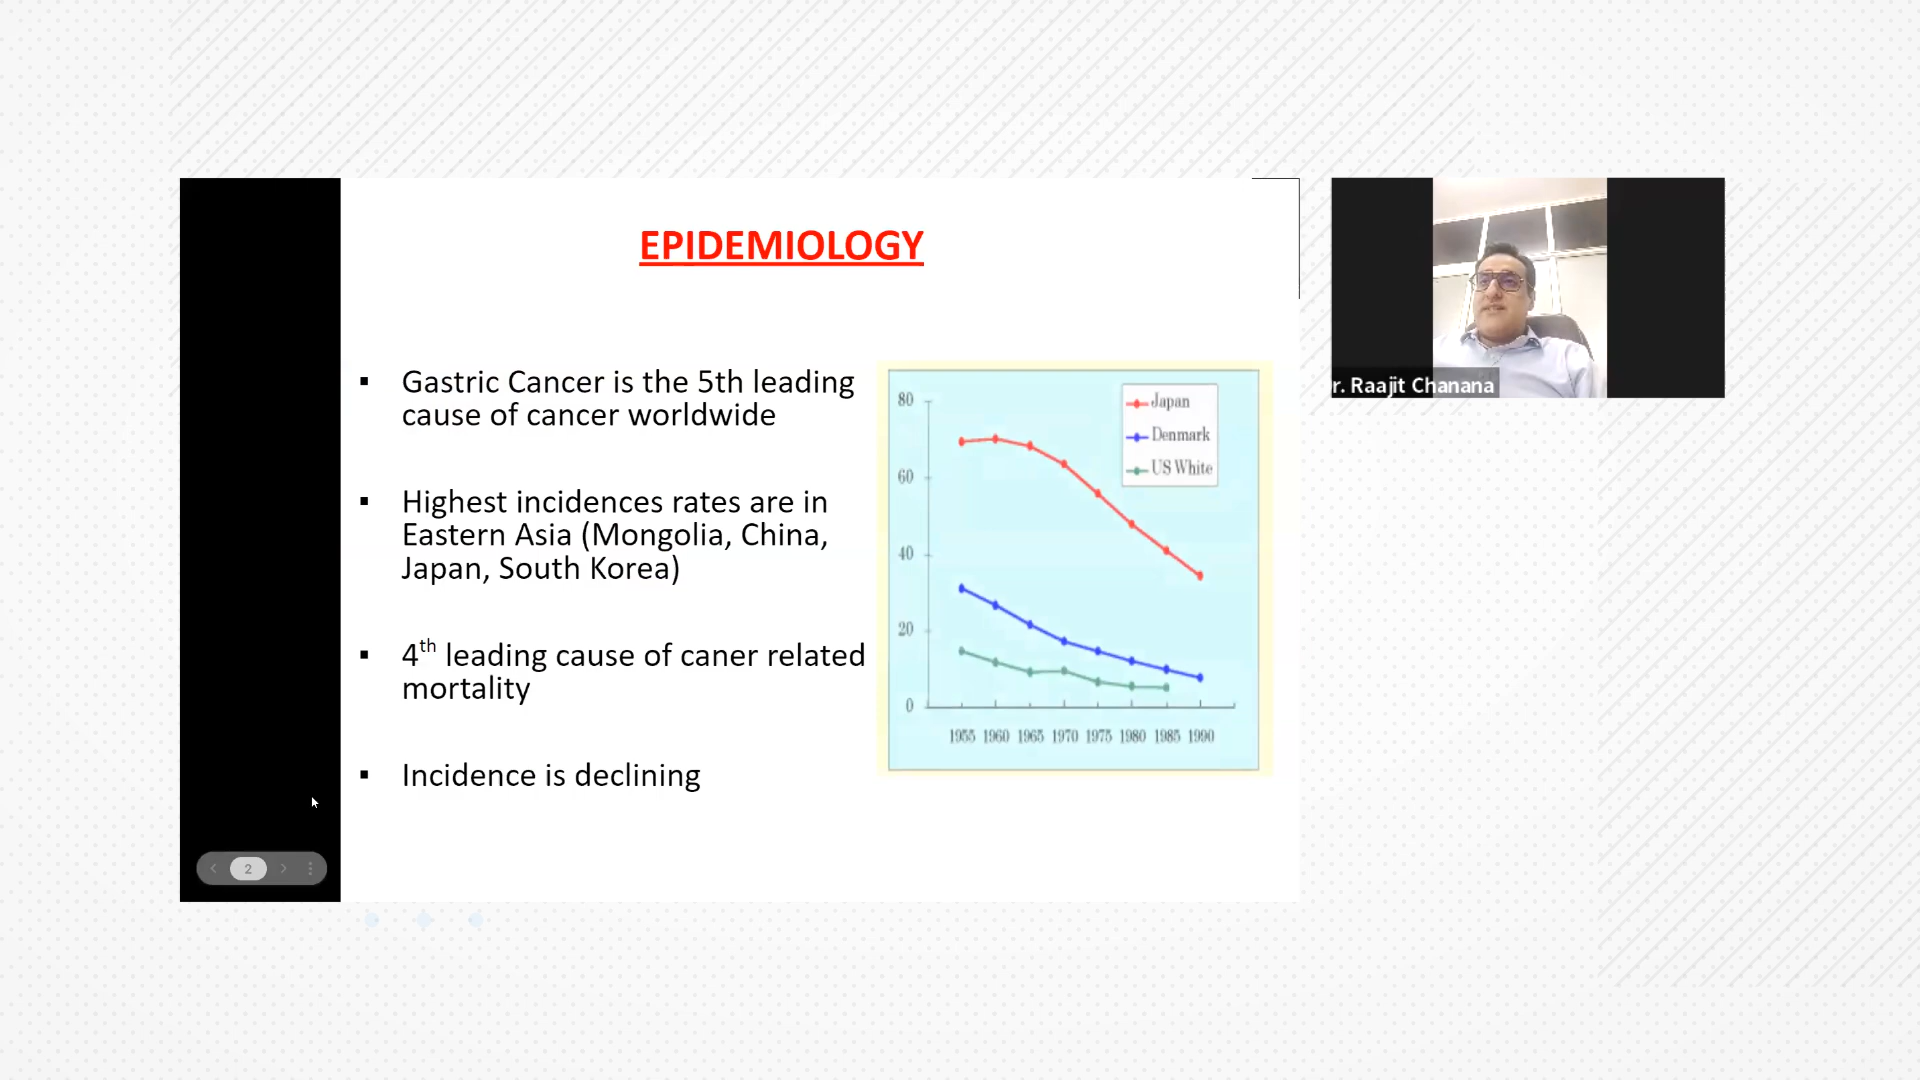 EPIDEMIOLOGY
▪ Gastric Cancer is the 5th leading
cause of cancer worldwide
▪ Highest incidences rates are in
Eastern Asia (Mongolia, China,
Japan, South Korea)
▪ 4th leading cause of caner related
mortality
▪ Incidence is declining
80
60
40
20
0
1955 1960 1965 1970 1975 1980 1985 1990
Japan
Denmark
US White
r. Raajit Chanana
2